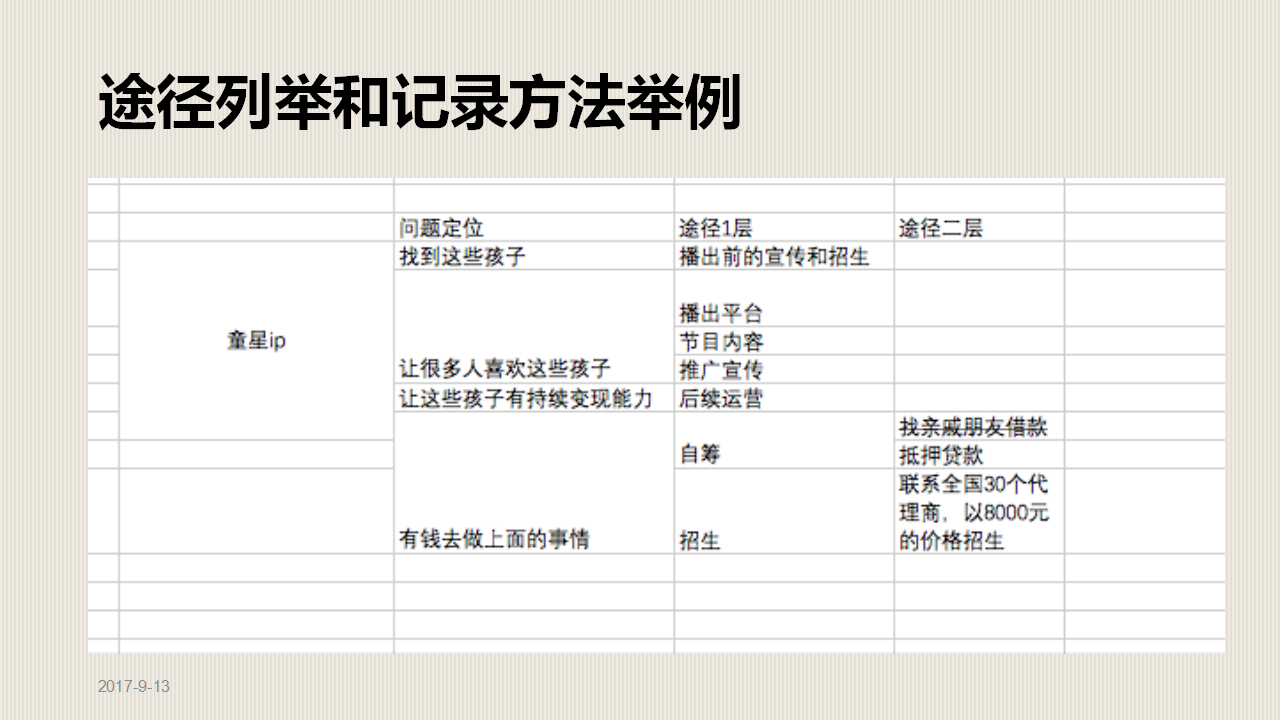 途径列举和记录方法举例
问题定位 途径1层 途径二层
找到这些孩子 播出前的宣传和招生
播出平台
童星ip 节目内容
让很多人喜欢这些孩子 推广宣传
让这些孩子有持续变现能力 后续运营
找亲戚朋友借款
自筹 抵押贷款
联系全国30个代
理商，以8000元
有钱去做上面的事情 招生 的价格招生
2017-9-13